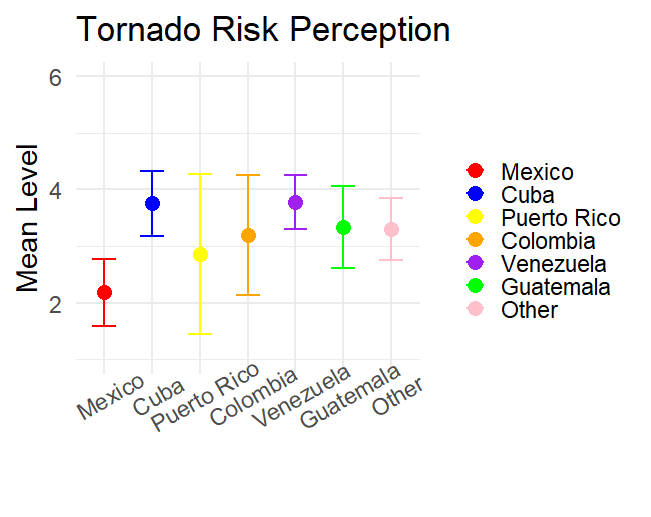 Tornado Risk Perception
Mean Level
6
4
2
Mexico
Cuba
Puerto Rico
Colombia
Venezuela
Guatemala
Other
Mexico
Cuba
Puerto Rico
Colombia
Venezuela
Guatemala
Other